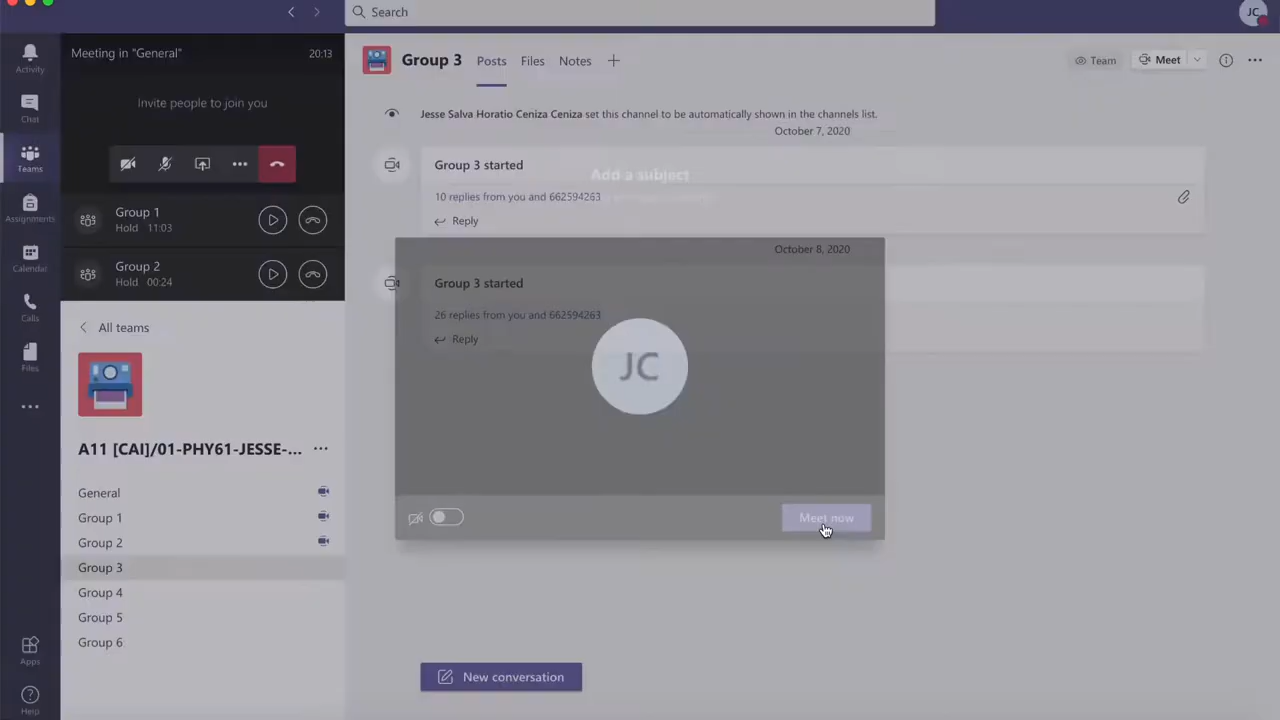 Search
JC
Activity
Chat
Teams
Assignments
Calendar
Calls
Files
Apps
Help
Meeting in "General"
20:13
Invite people to join you
Group 1
Hold 11:03
Group 2
Hold 00:24
All teams
A11 [CAI]/01-PHY61-JESSE-...
General
Group 1
Group 2
Group 3
Group 4
Group 5
Group 6
Group 3 Posts Files Notes
Team
Meet
Jesse Salva Horatio Ceniza Ceniza set this channel to be automatically shown in the channels list.
October 7, 2020
Group 3 started
Add a subject
10 replies from you and 662594263
Reply
October 8, 2020
Group 3 started
26 replies from you and 662594263
Reply
JC
Meet now
New conversation